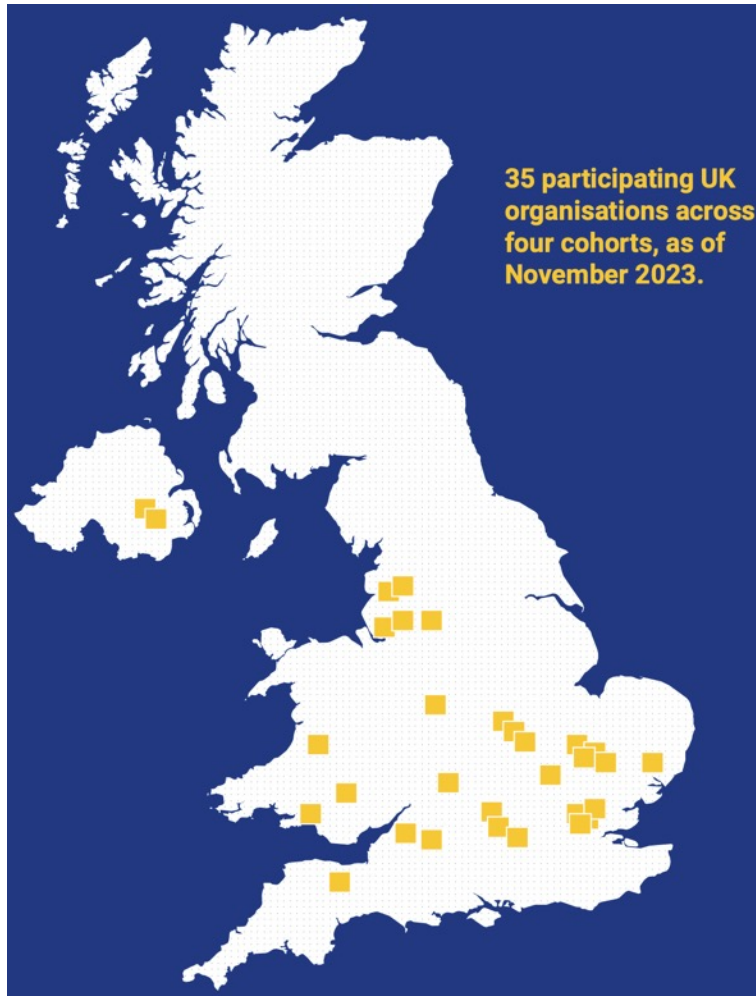 35 participating UK
organisations across
four cohorts, as of
November 2023.